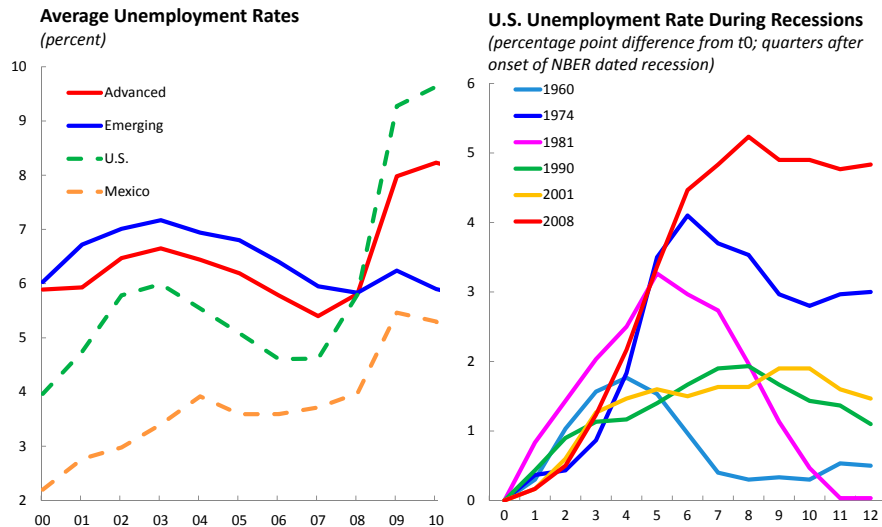 Average Unemployment Rates
(percent)
10
9
8
7
6
5
4
3
2
Advanced
Emerging
U.S.
Mexico
00 01 02 03 04 05 06 07 08 09 10
U.S. Unemployment Rate During Recessions
(percentage point difference from t0; quarters after
onset of NBER dated recession)
6
5
4
3
2
1
0
1960
1974
1981
1990
2001
2008
0 1 2 3 4 5 6 7 8 9 10 11 12